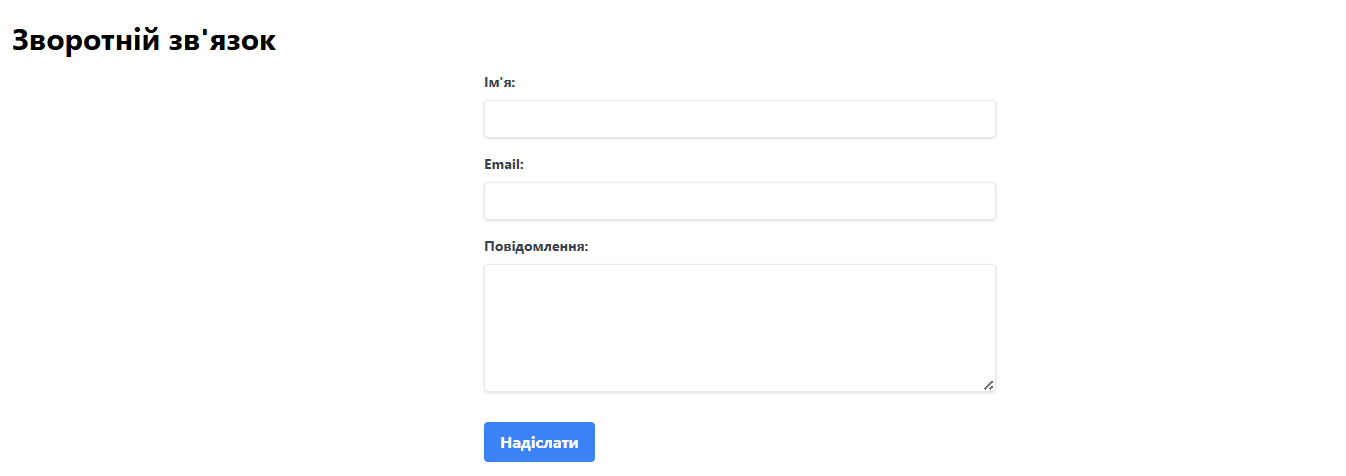 Зворотній зв'язок
Ім'я:
Email:
Повідомлення:
Надіслати